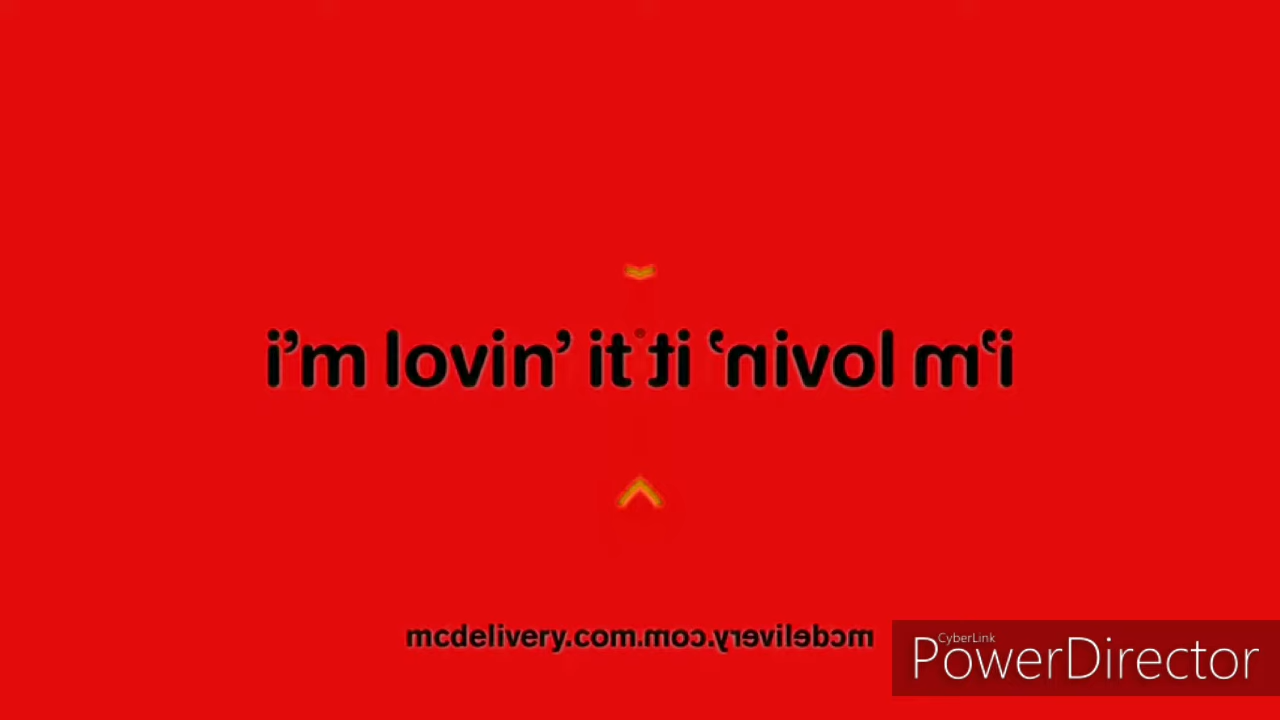 i’m lovin’ it® ti ‘nivol m‘i
mcdelivery.com.moc.yreviledcm
CyberLink
PowerDirector